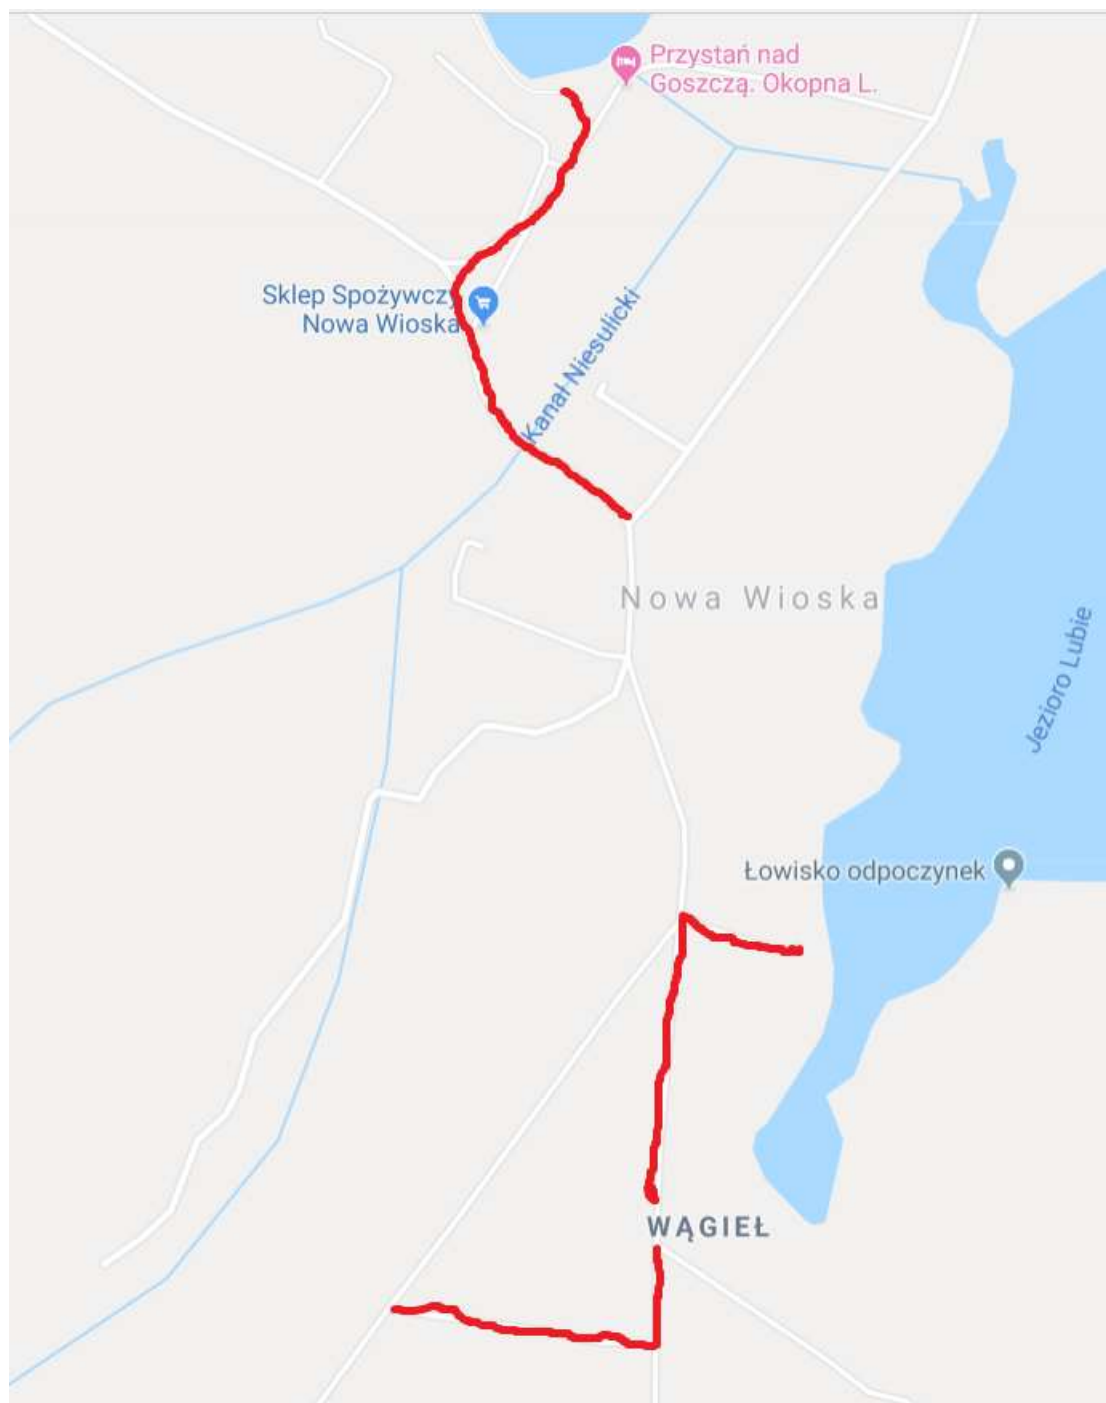 Przystań nad
Goszczą. Okopna L.
Sklep Spożywczy
Nowa Wioska
Kanał Niesulicki
Nowa Wioska
Jezioro Lubie
Łowisko odpoczynek
WĄGIEŁ